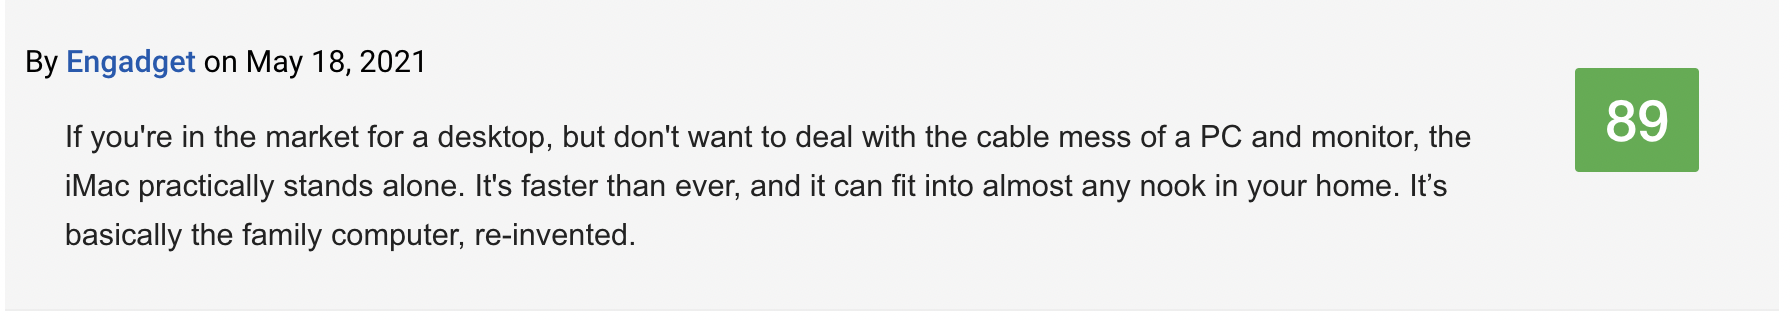 By Engadget on May 18, 2021
89
If you're in the market for a desktop, but don't want to deal with the cable mess of a PC and monitor, the
iMac practically stands alone. It's faster than ever, and it can fit into almost any nook in your home. It’s
basically the family computer, re-invented.